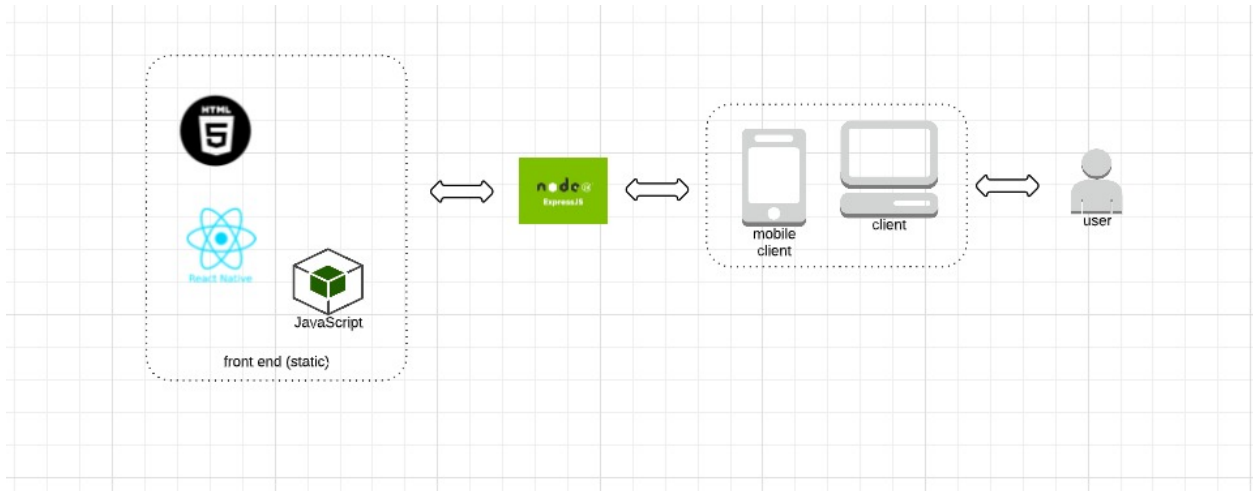 HTML
5
React Native
JavaScript
front end (static)
node
ExpressJS
mobile
client
client
user